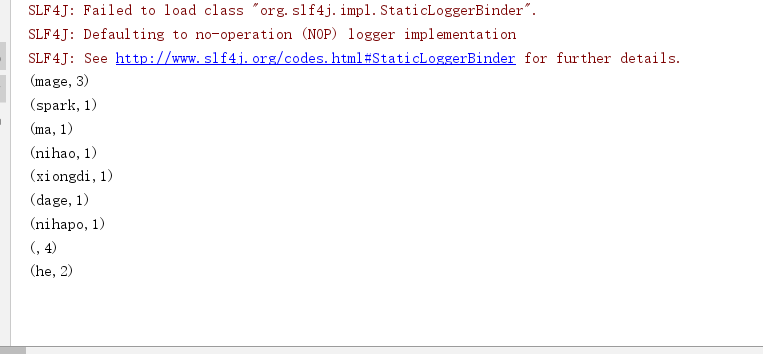 SLF4J: Failed to load class "org.slf4j.impl.StaticLoggerBinder".
SLF4J: Defaulting to no-operation (NOP) logger implementation
SLF4J: See http://www.slf4j.org/codes.html#StaticLoggerBinder for further details.
(mage,3)
(spark,1)
(ma,1)
(nihao,1)
(xiongdi,1)
(dage,1)
(nihapo,1)
(,4)
(he,2)